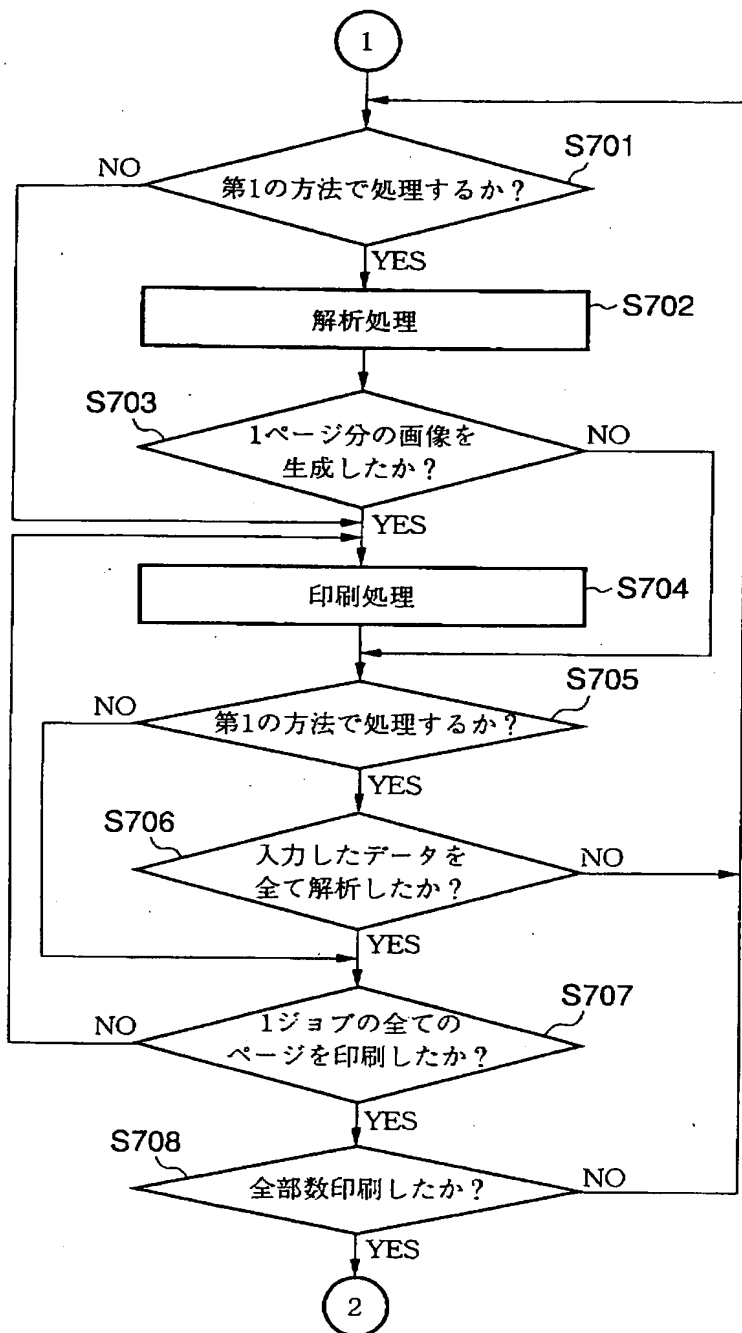 1
S701
NO
第1の方法で処理するか?
YES
解析処理
S702
S703
1ページ分の画像を
生成したか?
NO
YES
印刷処理
S704
S705
NO
第1の方法で処理するか?
YES
S706
入力したデータを
全て解析したか?
NO
YES
S707
NO
1ジョブの全ての
ページを印刷したか?
YES
S708
全部数印刷したか?
NO
YES
2